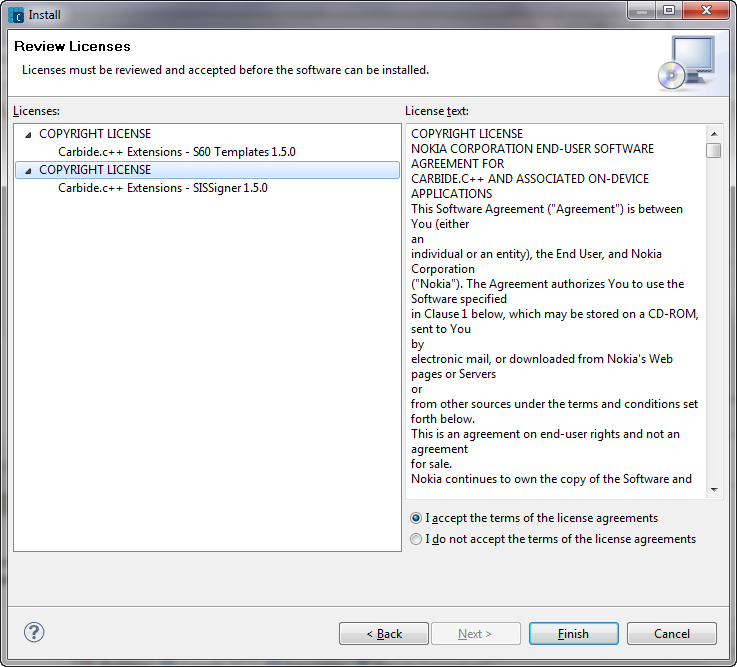 Install
Review Licenses
Licenses must be reviewed and accepted before the software can be installed.
Licenses:
COPYRIGHT LICENSE
Carbide.c++ Extensions - S60 Templates 1.5.0
COPYRIGHT LICENSE
Carbide.c++ Extensions - SISSigner 1.5.0
License text:
COPYRIGHT LICENSE
NOKIA CORPORATION END-USER SOFTWARE
AGREEMENT FOR
CARBIDE.C++ AND ASSOCIATED ON-DEVICE
APPLICATIONS
This Software Agreement ("Agreement") is between
You (either
an
individual or an entity), the End User, and Nokia
Corporation
("Nokia"). The Agreement authorizes You to use the
Software specified
in Clause 1 below, which may be stored on a CD-ROM,
sent to You
by
electronic mail, or downloaded from Nokia's Web
pages or Servers
or
from other sources under the terms and conditions set
forth below.
This is an agreement on end-user rights and not an
agreement
for sale.
Nokia continues to own the copy of the Software and
I accept the terms of the license agreements
I do not accept the terms of the license agreements
?
< Back
Next >
Finish
Cancel